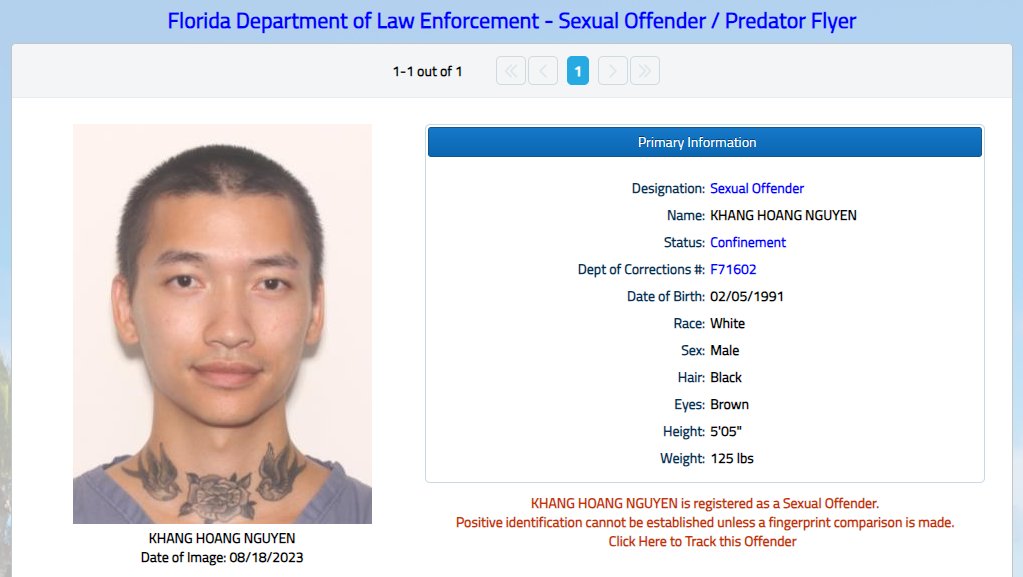 Florida Department of Law Enforcement - Sexual Offender / Predator Flyer
1-1 out of 1
1
KHANG HOANG NGUYEN
Date of Image: 08/18/2023
Primary Information
Designation: Sexual Offender
Name: KHANG HOANG NGUYEN
Status: Confinement
Dept of Corrections #: F71602
Date of Birth: 02/05/1991
Race: White
Sex: Male
Hair: Black
Eyes: Brown
Height: 5'05"
Weight: 125 lbs
KHANG HOANG NGUYEN is registered as a Sexual Offender.
Positive identification cannot be established unless a fingerprint comparison is made.
Click Here to Track this Offender